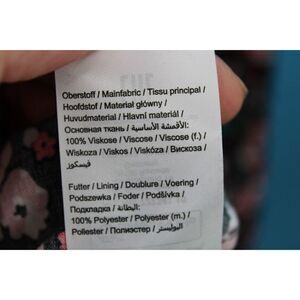 Oberstoff / Mainfabric / Tissu principal /
Hoofdstof / Materiał główny /
Huvudmaterial / Hlavní materiál /
Основная ткань / الأقمشة الأساسية:
100% Viskose / Viscose / Viscose (f.) /
Wiskoza / Viskos / Viskóza / Вискоза /
فيسكوز
Futter / Lining / Doublure / Voering /
Podszewka / Foder / Podšívka /
Подкладка / البطانة:
100% Polyester / Polyester (m.) /
Poliester / Полиэстер / البوليستر